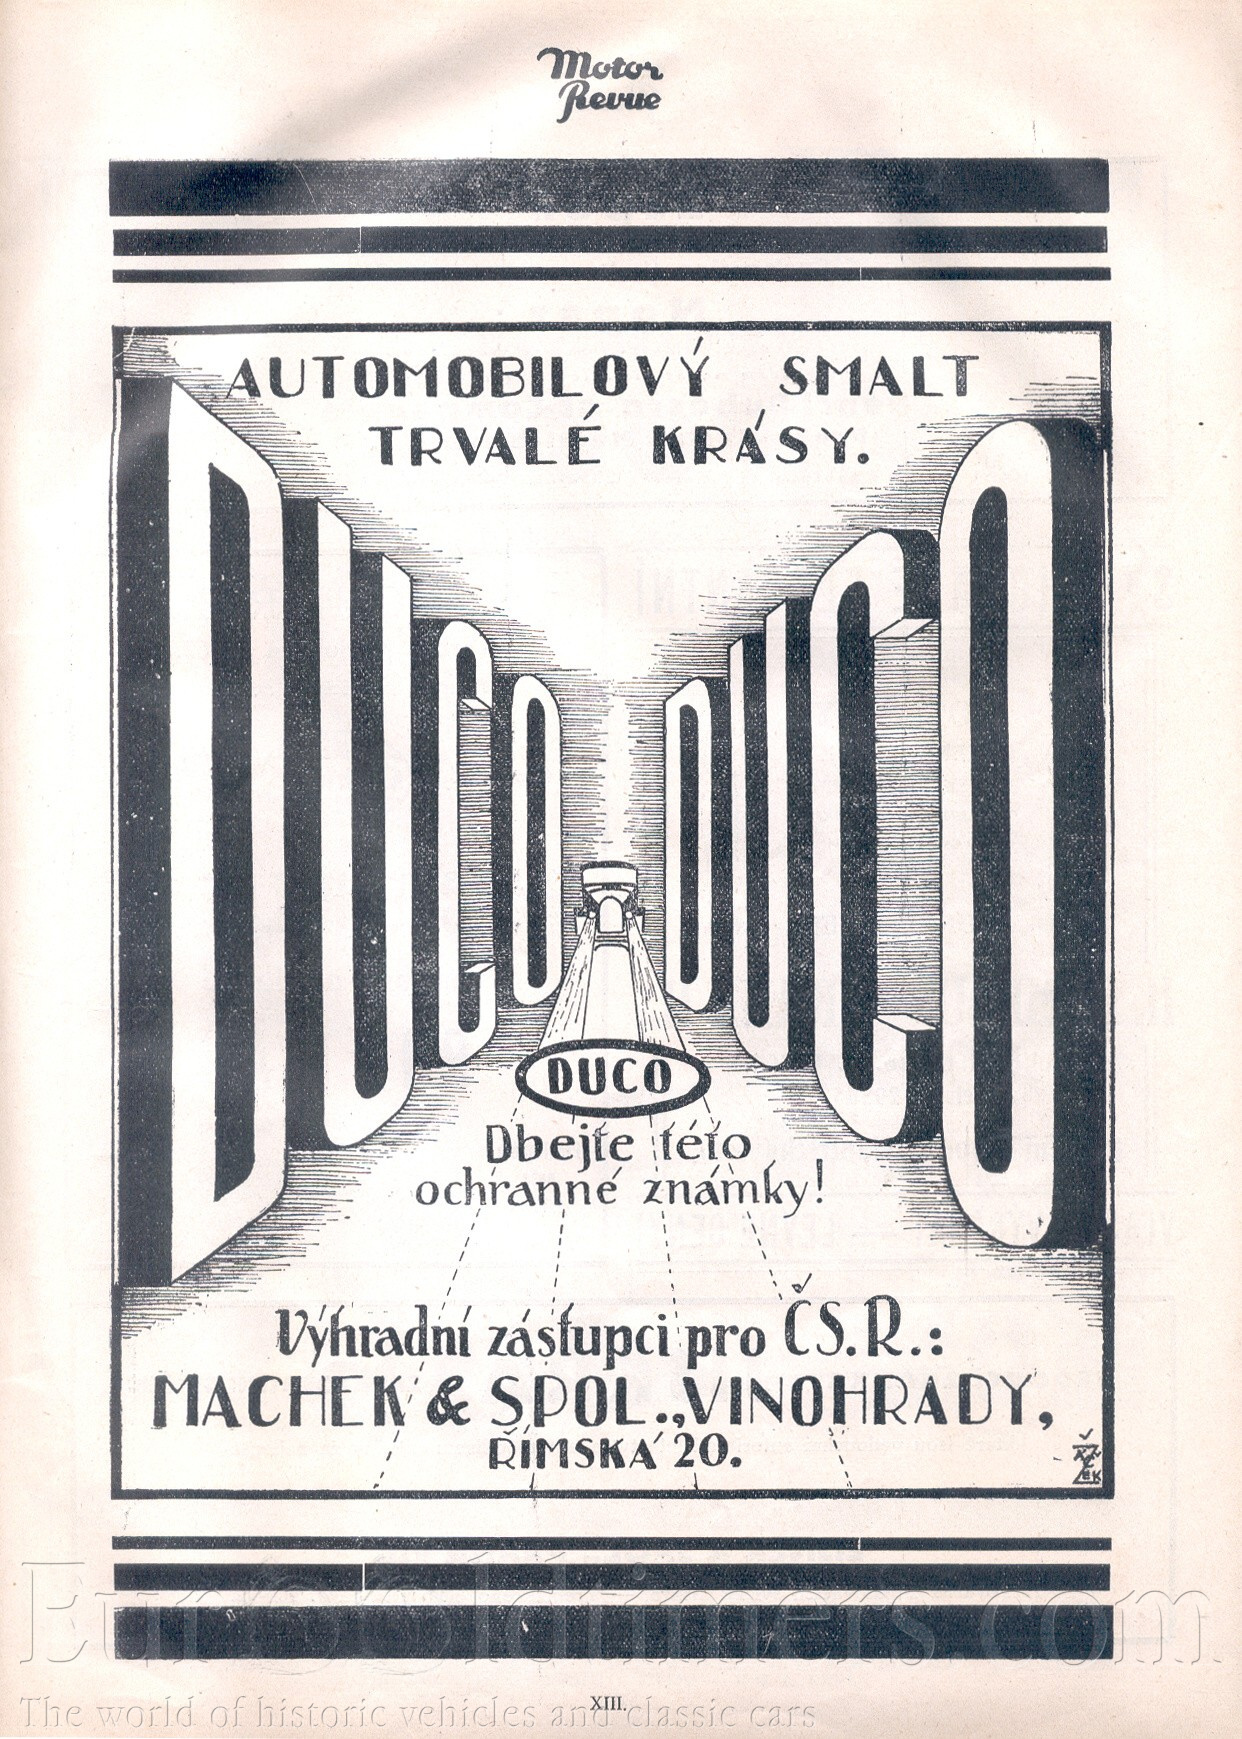 Motor
Revue
AUTOMOBILOVÝ SMALT
TRVALÉ KRÁSY.
DUCO DUCO
DUCO
Dbejte této
ochranné známky!
Výhradní zástupci pro ČS.R.:
MACHEK & SPOL., VINOHRADY,
ŘÍMSKÁ 20.
EuroOldtimers.com
XIII.
The world of historic vehicles and classic cars